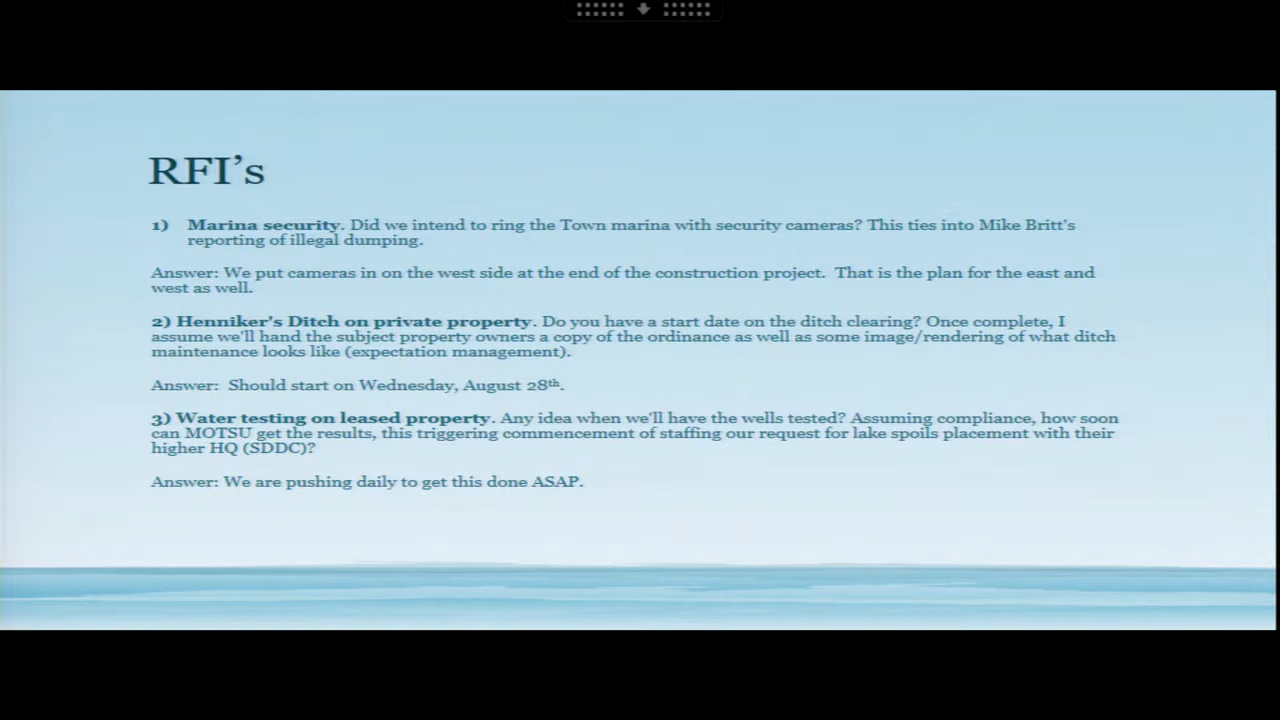 RFI's
1) Marina security. Did we intend to ring the Town marina with security cameras? This ties into Mike Britt's
reporting of illegal dumping.
Answer: We put cameras in on the west side at the end of the construction project. That is the plan for the east and
west as well.
2) Henniker's Ditch on private property. Do you have a start date on the ditch clearing? Once complete, I
assume we'll hand the subject property owners a copy of the ordinance as well as some image/rendering of what ditch
maintenance looks like (expectation management).
Answer: Should start on Wednesday, August 28th.
3) Water testing on leased property. Any idea when we'll have the wells tested? Assuming compliance, how soon
can MOTSU get the results, this triggering commencement of staffing our request for lake spoils placement with their
higher HQ (SDDC)?
Answer: We are pushing daily to get this done ASAP.